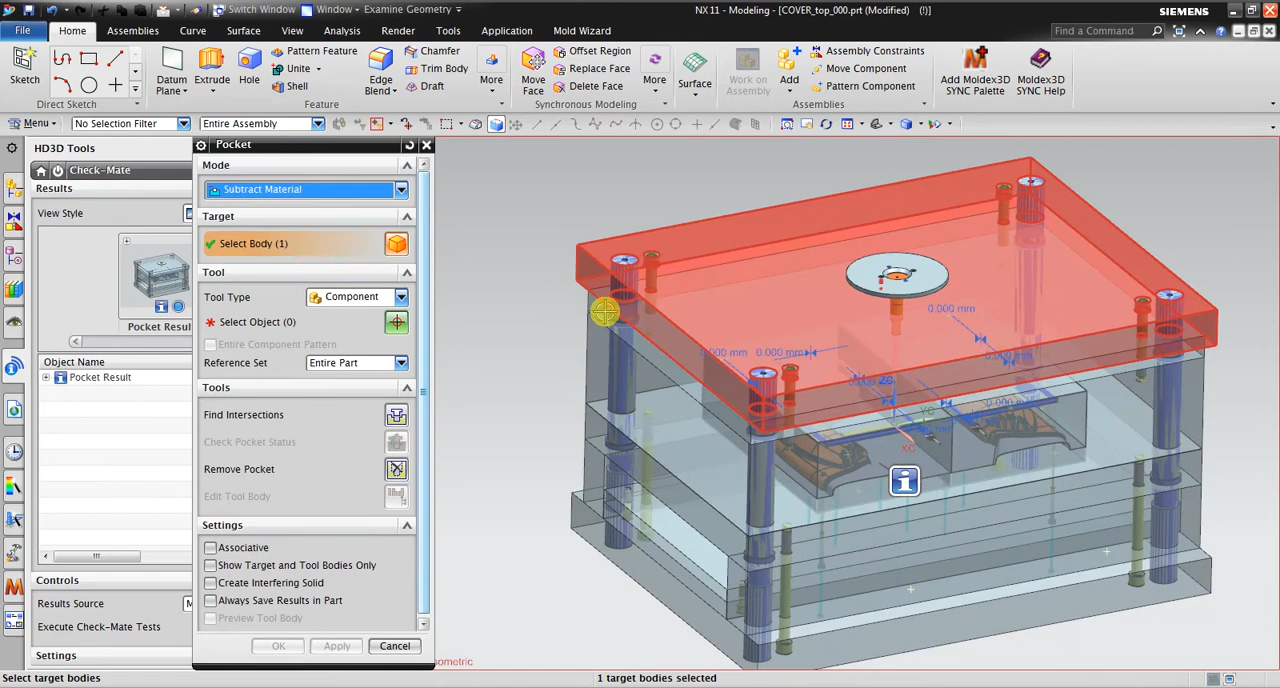 Switch Window Window Examine Geometry NX 11 - Modeling - [COVER_top_000.prt (Modified) (!)] SIEMENS
File Home Assemblies Curve Surface View Analysis Render Tools Application Mold Wizard Find a Command
Sketch
Direct Sketch
Datum Plane
Extrude
Hole
Pattern Feature
Unite
Shell
Edge Blend
Chamfer
Trim Body
Draft
More
Feature
Move Face
Offset Region
Replace Face
Delete Face
More
Synchronous Modeling
Surface
Work on Assembly
Add
Assembly Constraints
Move Component
Pattern Component
Assemblies
Add Moldex3D SYNC Palette
Moldex3D SYNC Help
Menu No Selection Filter Entire Assembly
HD3D Tools
Check-Mate
Results
View Style
Pocket Resul
Object Name
Pocket Result
Controls
Results Source
Execute Check-Mate Tests
Settings
Pocket
Mode
Subtract Material
Target
Select Body (1)
Tool
Tool Type Component
* Select Object (0)
Entire Component Pattern
Reference Set Entire Part
Tools
Find Intersections
Check Pocket Status
Remove Pocket
Edit Tool Body
Settings
Associative
Show Target and Tool Bodies Only
Create Interfering Solid
Always Save Results in Part
Preview Tool Body
OK Apply Cancel
0.000 mm
0.000 mm 0.000 mm
XC
YC
ometric
Select target bodies 1 target bodies selected